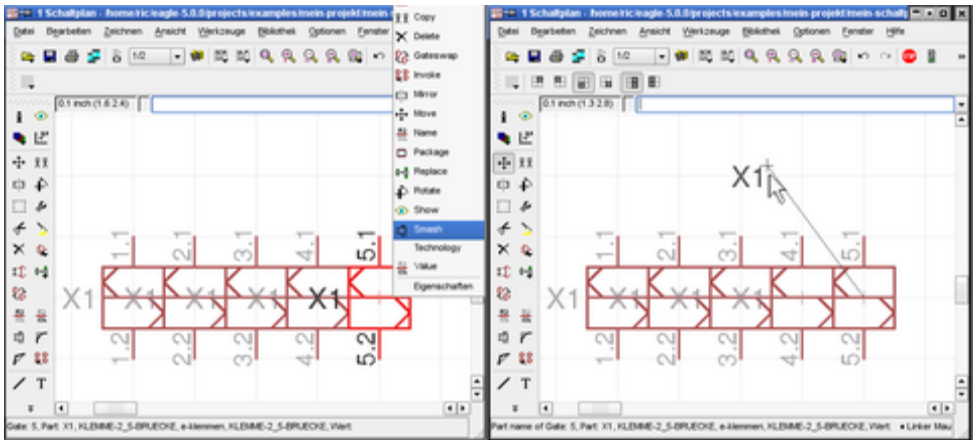 1 Schaltplan - /home/ric/eagle-5.0.0/projects/examples/mein-projekt/mein-
Datei Bearbeiten Zeichnen Ansicht Werkzeuge Bibliothek Optionen Fenster
1/2
0.1 inch (1.6 2.4)
Copy
Delete
Gateswap
Invoke
Mirror
Move
Name
Package
Replace
Rotate
Show
Smash
Technology
Value
Eigenschaften
1.1 2.1 3.1 4.1 5.1
X1 X1 X1 X1 X1
1.2 2.2 3.2 4.2 5.2
T
Gate: 5, Part: X1, KLEMME-2_5-BRUECKE, e-klemmen, KLEMME-2_5-BRUECKE, Wert:
1 Schaltplan - /home/ric/eagle-5.0.0/projects/examples/mein-projekt/mein-schaltp
Datei Bearbeiten Zeichnen Ansicht Werkzeuge Bibliothek Optionen Fenster Hilfe
1/2
STOP
0.1 inch (1.3 2.8)
X1
1.1 2.1 3.1 4.1 5.1
X1 X1 X1 X1
1.2 2.2 3.2 4.2 5.2
T
Part name of Gate: 5, Part: X1, KLEMME-2_5-BRUECKE, e-klemmen, KLEMME-2_5-BRUECKE, Wert: Linker Mau